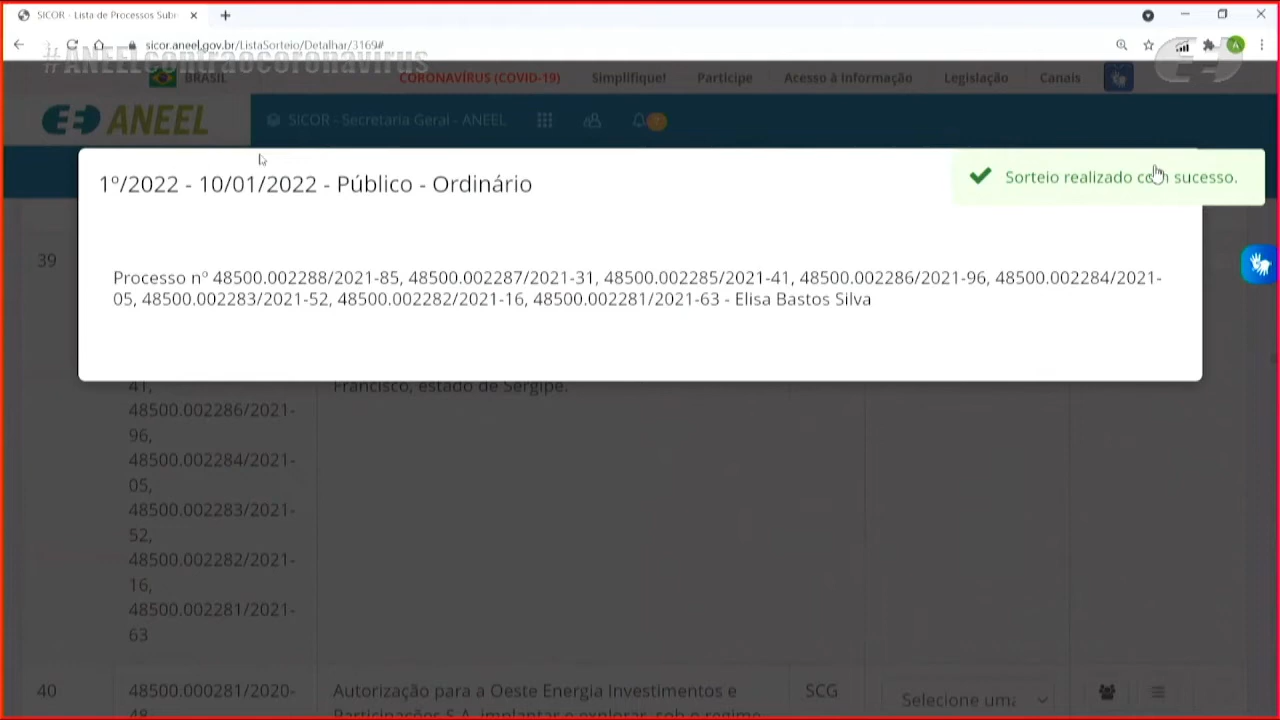 SICOR - Lista de Processos Sub
sicor.aneel.gov.br/ListaSorteio/Detalhar/3169#
#ANEELcontraocoronavirus
BRASIL
CORONAVÍRUS (COVID-19)
Simplifique!
Participe
Acesso à Informação
Legislação
Canais
ANEEL
SICOR - Secretaria Geral - ANEEL
1º/2022 - 10/01/2022 - Público - Ordinário
Sorteio realizado com sucesso.
39
Processo nº 48500.002288/2021-85, 48500.002287/2021-31, 48500.002285/2021-41, 48500.002286/2021-96, 48500.002284/2021-
05, 48500.002283/2021-52, 48500.002282/2021-16, 48500.002281/2021-63 - Elisa Bastos Silva
41,
Francisco, estado de Sergipe.
48500.002286/2021-
96,
48500.002284/2021-
05,
48500.002283/2021-
52,
48500.002282/2021-
16,
48500.002281/2021-
63
40
48500.000281/2020-
48
Autorização para a Oeste Energia Investimentos e
Participações S.A. implantar e explorar, sob o regime
SCG
Selecione uma